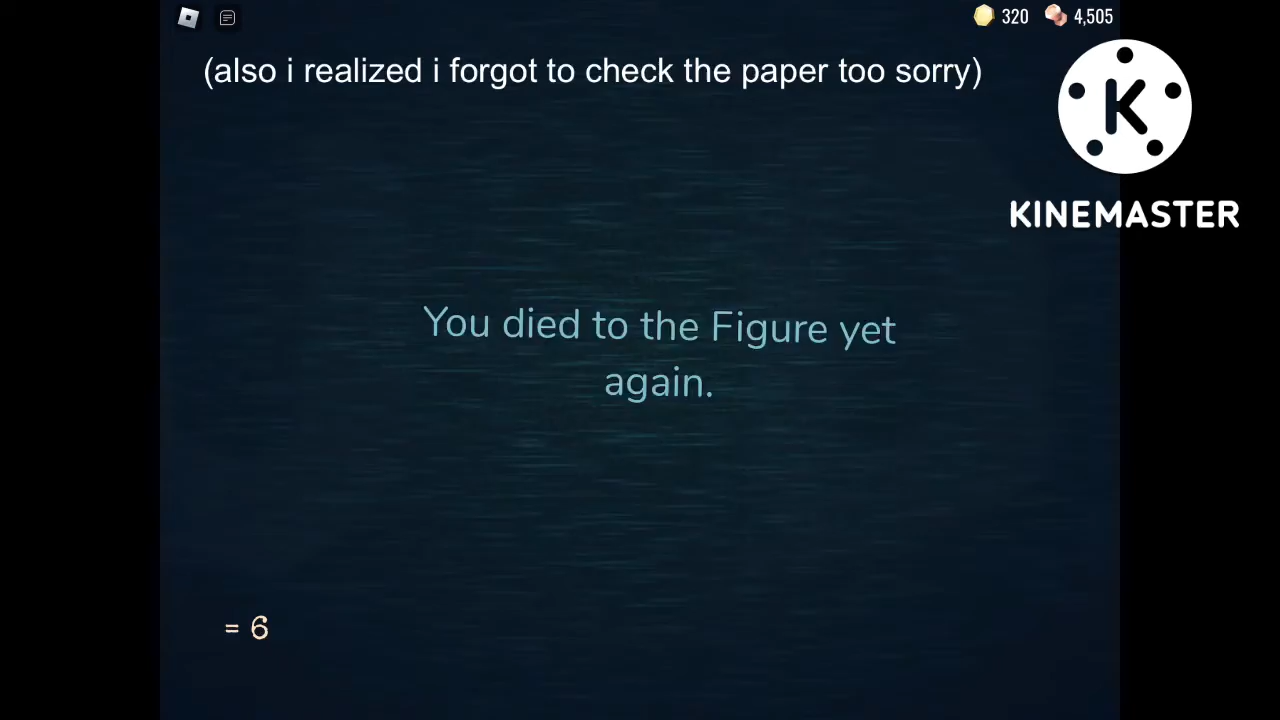 320 4,505
(also i realized i forgot to check the paper too sorry)
K
KINEMASTER
You died to the Figure yet
again.
= 6